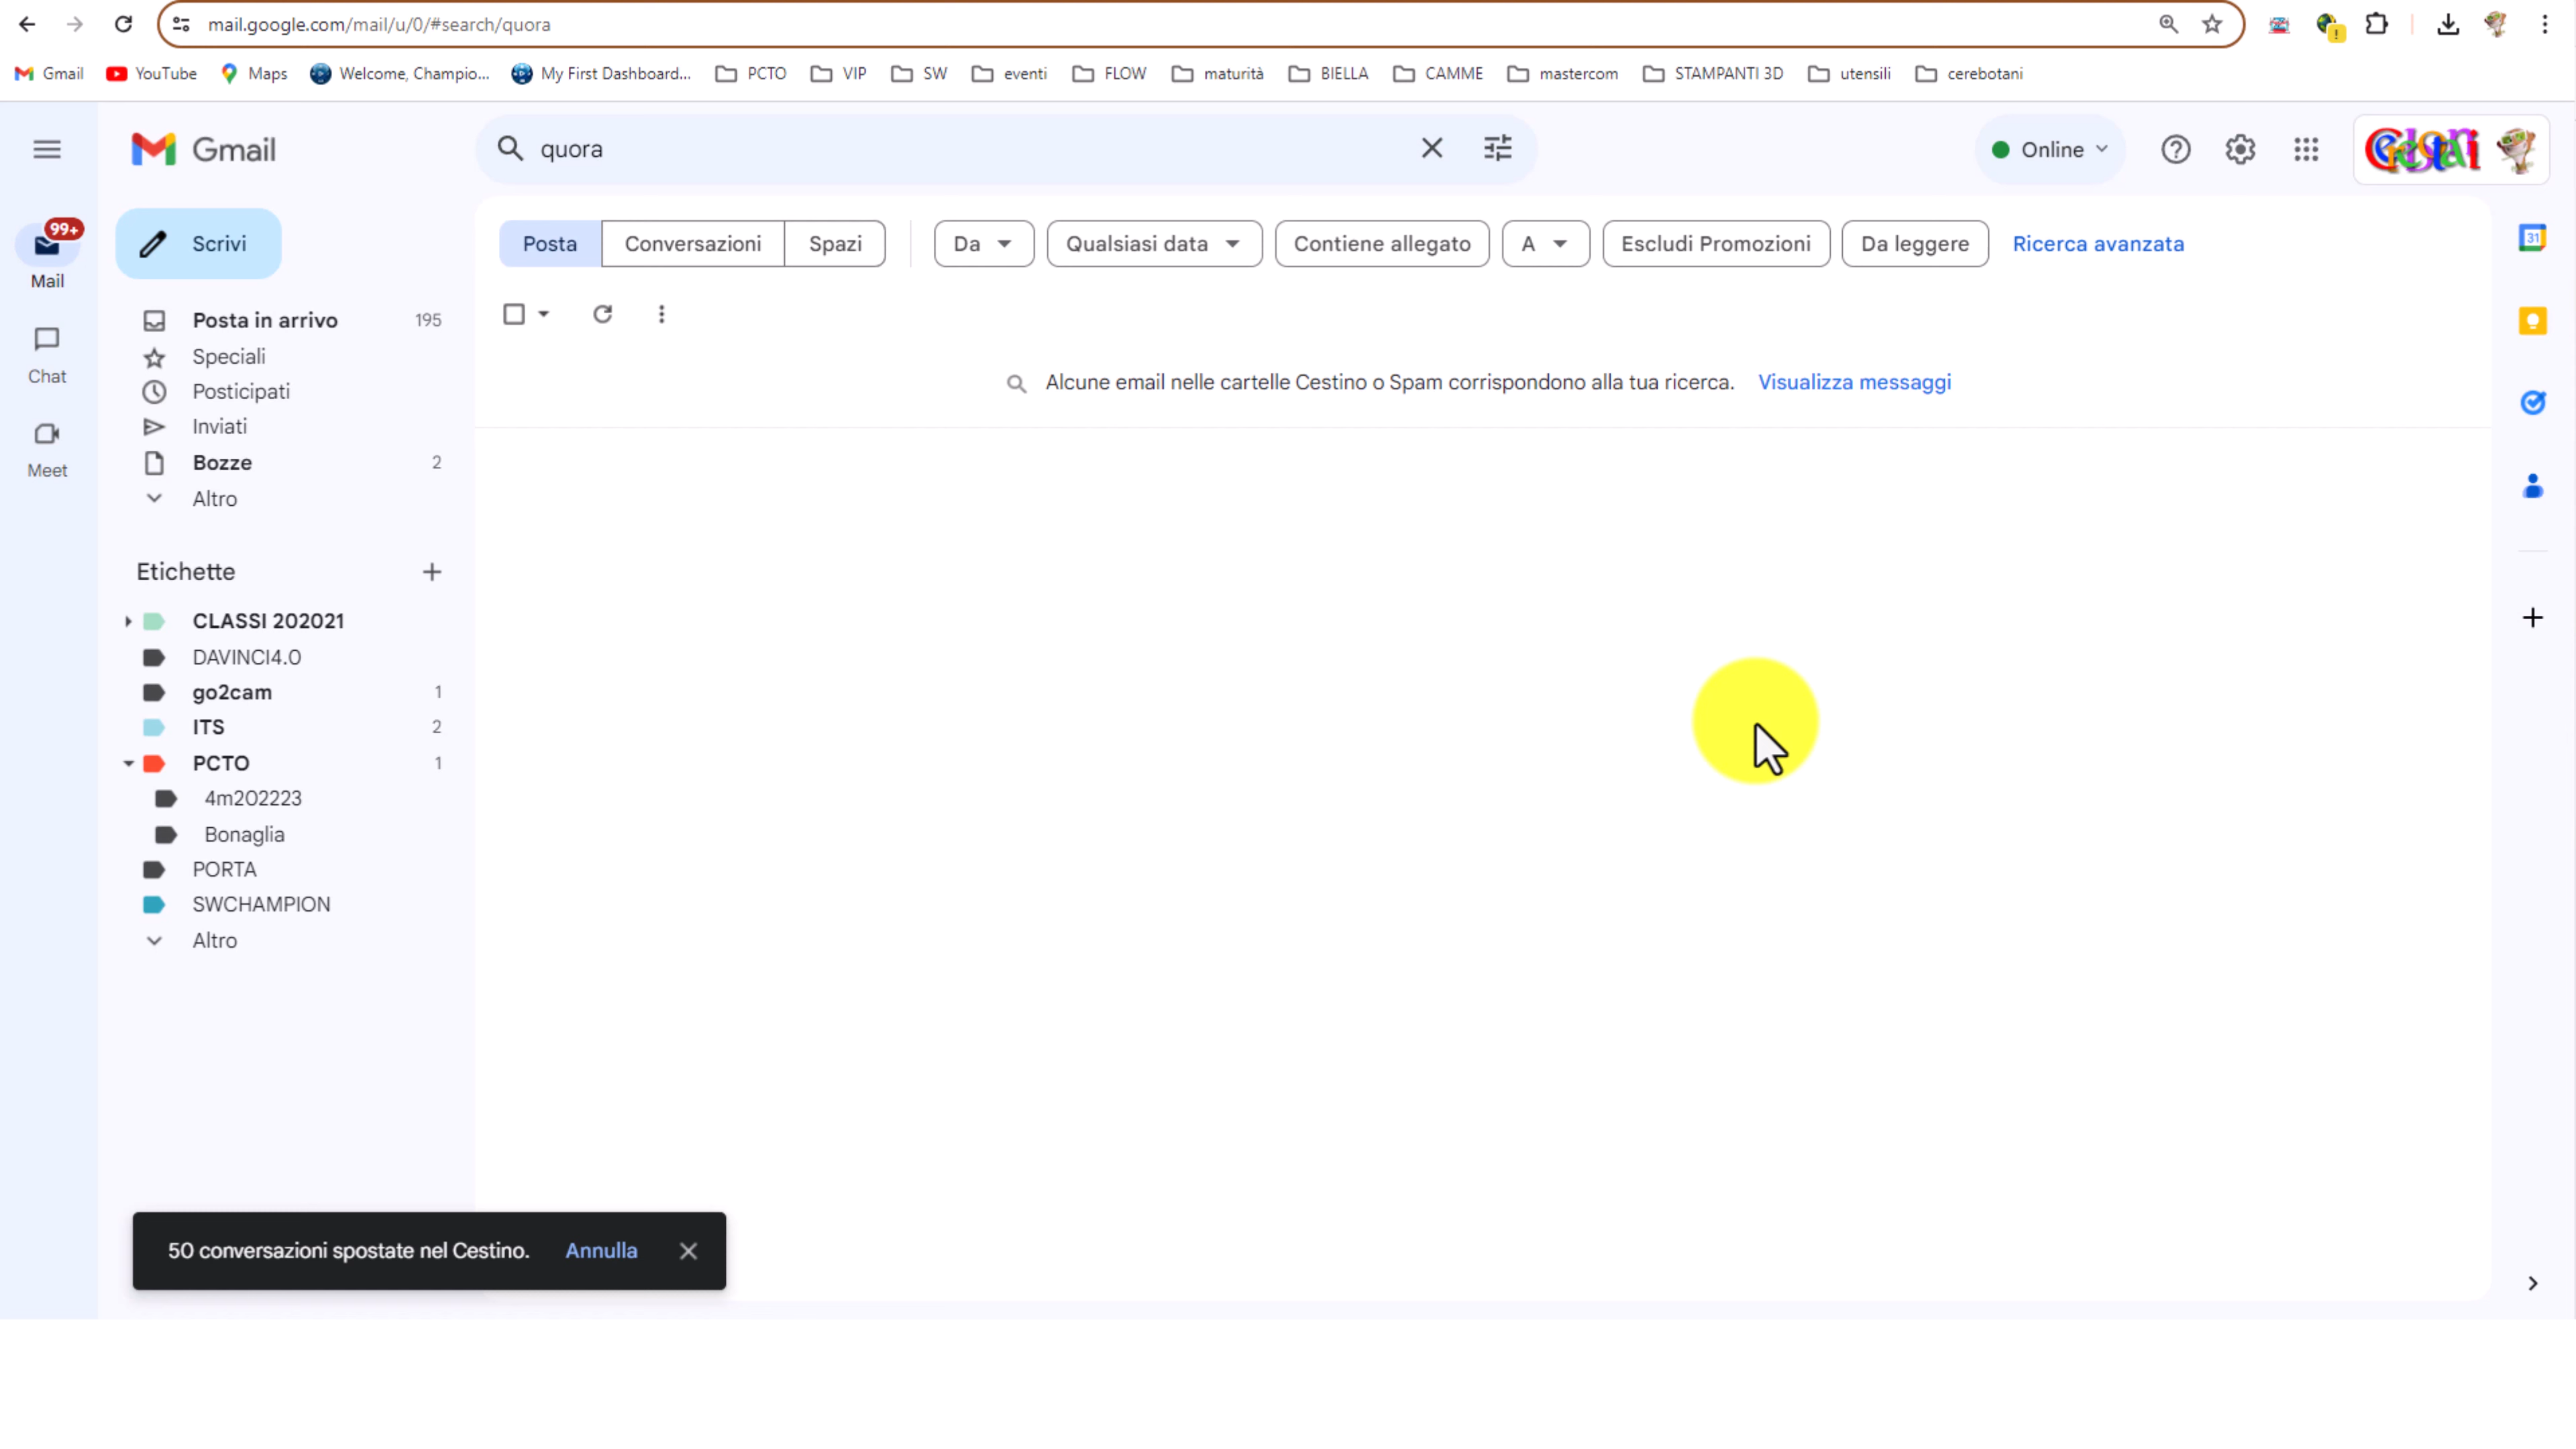 mail.google.com/mail/u/0/#search/quora
Gmail YouTube Maps Welcome, Champio... My First Dashboard... PCTO VIP SW eventi FLOW maturità BIELLA CAMME mastercom STAMPANTI 3D utensili cerebotani
Gmail
quora
Online
99+
Mail
Chat
Meet
Scrivi
Posta in arrivo 195
Speciali
Posticipati
Inviati
Bozze 2
Altro
Etichette
CLASSI 202021
DAVINCI4.0
go2cam 1
ITS 2
PCTO 1
4m202223
Bonaglia
PORTA
SWCHAMPION
Altro
Posta Conversazioni Spazi Da Qualsiasi data Contiene allegato A Escludi Promozioni Da leggere Ricerca avanzata
Alcune email nelle cartelle Cestino o Spam corrispondono alla tua ricerca. Visualizza messaggi
31
50 conversazioni spostate nel Cestino. Annulla